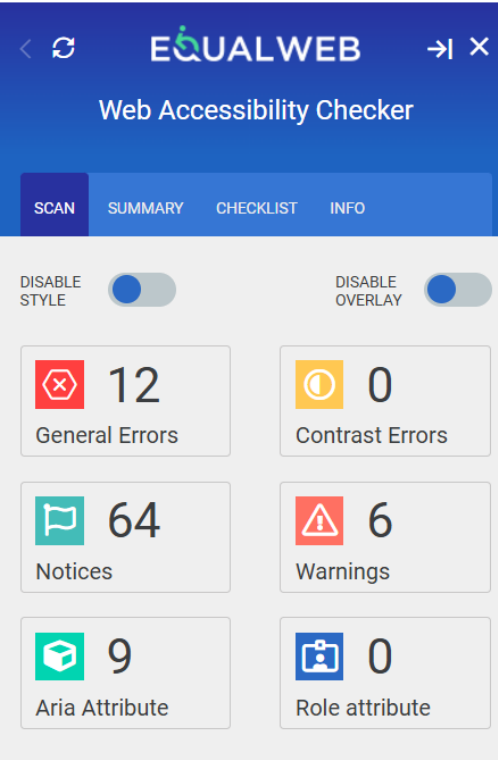 EQUALWEB
Web Accessibility Checker
SCAN SUMMARY CHECKLIST INFO
DISABLE
STYLE
DISABLE
OVERLAY
12
General Errors
0
Contrast Errors
64
Notices
6
Warnings
9
Aria Attribute
0
Role attribute